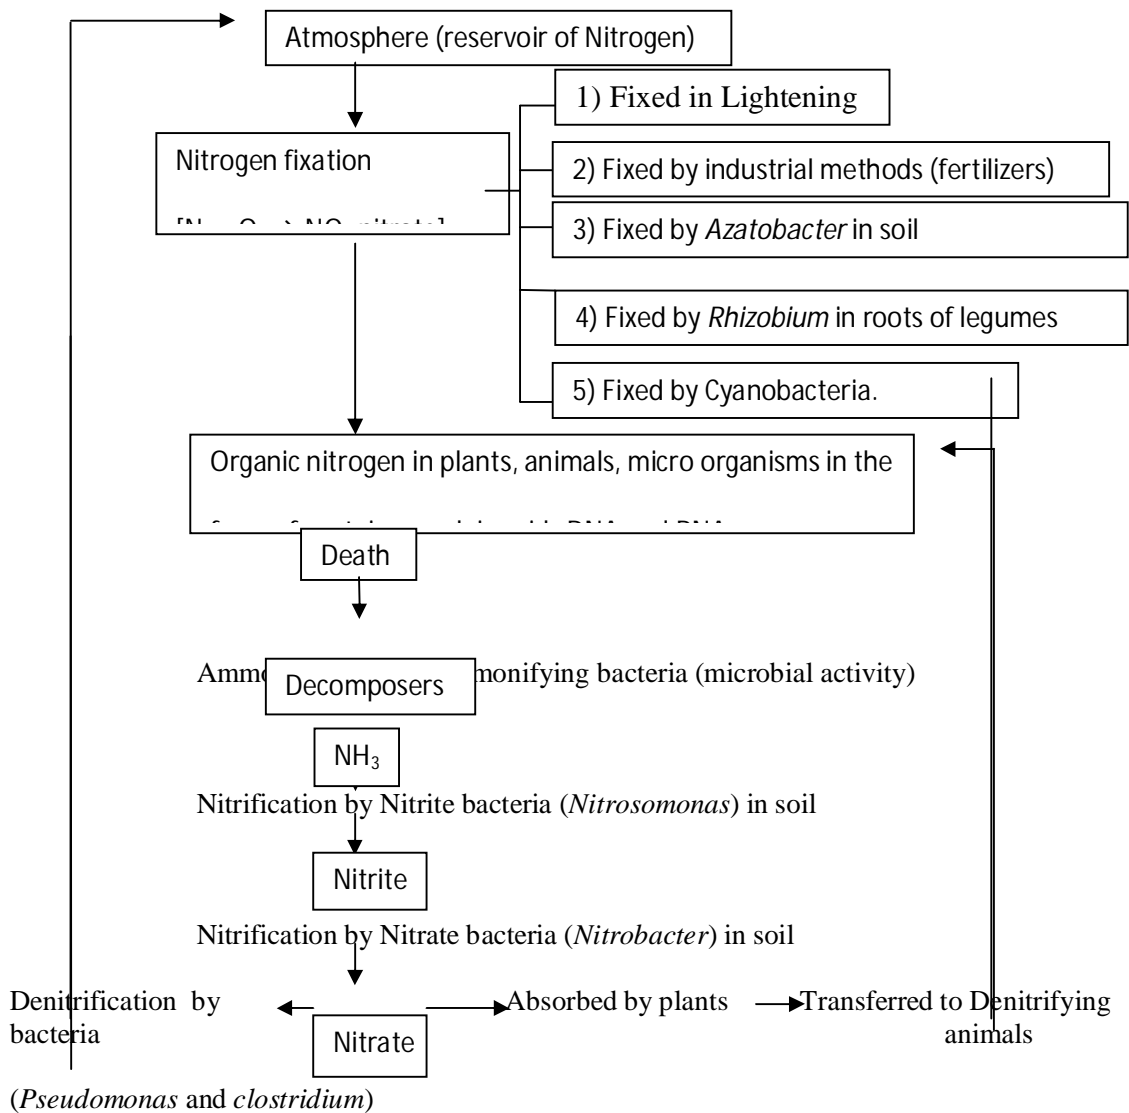 Atmosphere (reservoir of Nitrogen)
1) Fixed in Lightening
Nitrogen fixation
2) Fixed by industrial methods (fertilizers)
3) Fixed by Azatobacter in soil
4) Fixed by Rhizobium in roots of legumes
5) Fixed by Cyanobacteria.
Organic nitrogen in plants, animals, micro organisms in the
Death
Decomposers
bacteria (microbial activity)
NH₃
Nitrification by Nitrite bacteria (Nitrosomonas) in soil
Nitrite
Nitrification by Nitrate bacteria (Nitrobacter) in soil
Denitrification by
bacteria
Absorbed by plants
Transferred to Denitrifying
animals
Nitrate
(Pseudomonas and clostridium)